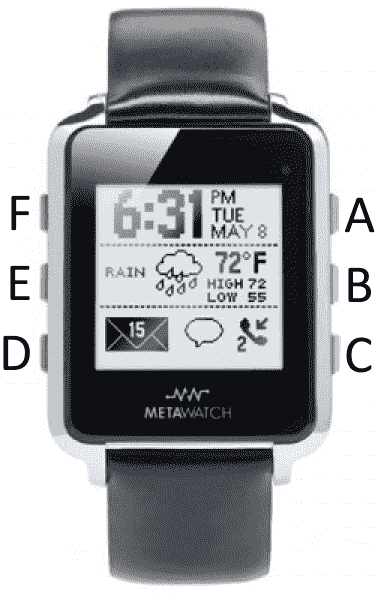 F
A
6:31
PM
TUE
MAY 8
E
B
RAIN
72°F
HIGH 72
LOW 55
D
C
15
2
METAWATCH